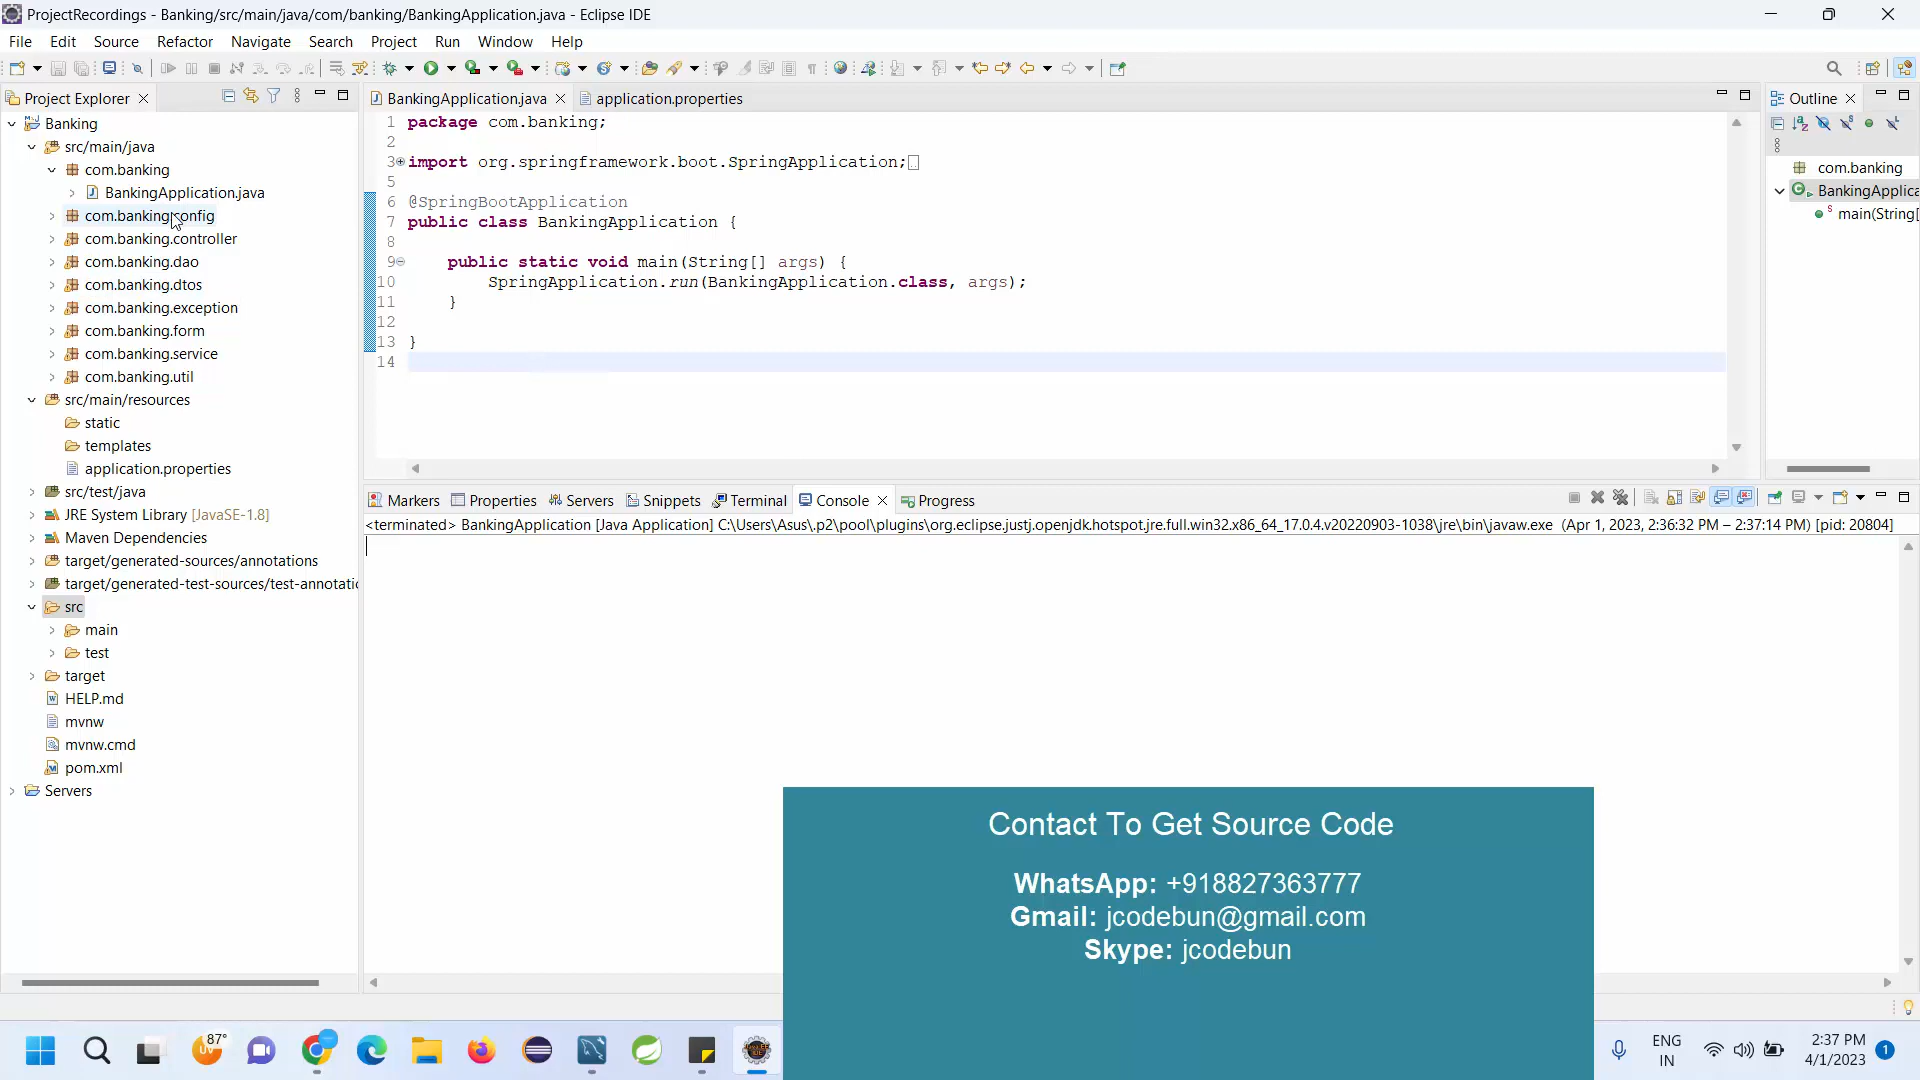 ProjectRecordings - Banking/src/main/java/com/banking/BankingApplication.java - Eclipse IDE
File Edit Source Refactor Navigate Search Project Run Window Help
Project Explorer
Banking
src/main/java
com.banking
BankingApplication.java
com.banking.config
com.banking.controller
com.banking.dao
com.banking.dtos
com.banking.exception
com.banking.form
com.banking.service
com.banking.util
src/main/resources
static
templates
application.properties
src/test/java
JRE System Library [JavaSE-1.8]
Maven Dependencies
target/generated-sources/annotations
target/generated-test-sources/test-annotatic
src
main
test
target
HELP.md
mvnw
mvnw.cmd
pom.xml
Servers
BankingApplication.java application.properties
1 package com.banking;
2
3 import org.springframework.boot.SpringApplication;
5
6 @SpringBootApplication
7 public class BankingApplication {
8
9 public static void main(String[] args) {
10 SpringApplication.run(BankingApplication.class, args);
11 }
12
13 }
14
Outline
com.banking
BankingApplica
main(String[
Markers Properties Servers Snippets Terminal Console Progress
<terminated> BankingApplication [Java Application] C:\Users\Asus\.p2\pool\plugins\org.eclipse.justj.openjdk.hotspot.jre.full.win32.x86_64_17.0.4.v20220903-1038\jre\bin\javaw.exe (Apr 1, 2023, 2:36:32 PM – 2:37:14 PM) [pid: 20804]
Contact To Get Source Code
WhatsApp: +918827363777
Gmail: jcodebun@gmail.com
Skype: jcodebun
87°
UV
ENG
IN
2:37 PM
4/1/2023
1